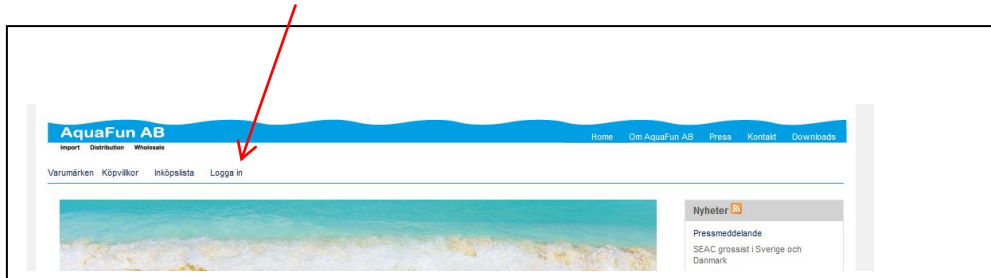 AquaFun AB
Import Distribution Wholesale
Home Om AquaFun AB Press Kontakt Downloads
Varumärken Köpvillkor Inköpslista Logga in
Nyheter
Pressmeddelande
SEAC grossist i Sverige och
Danmark